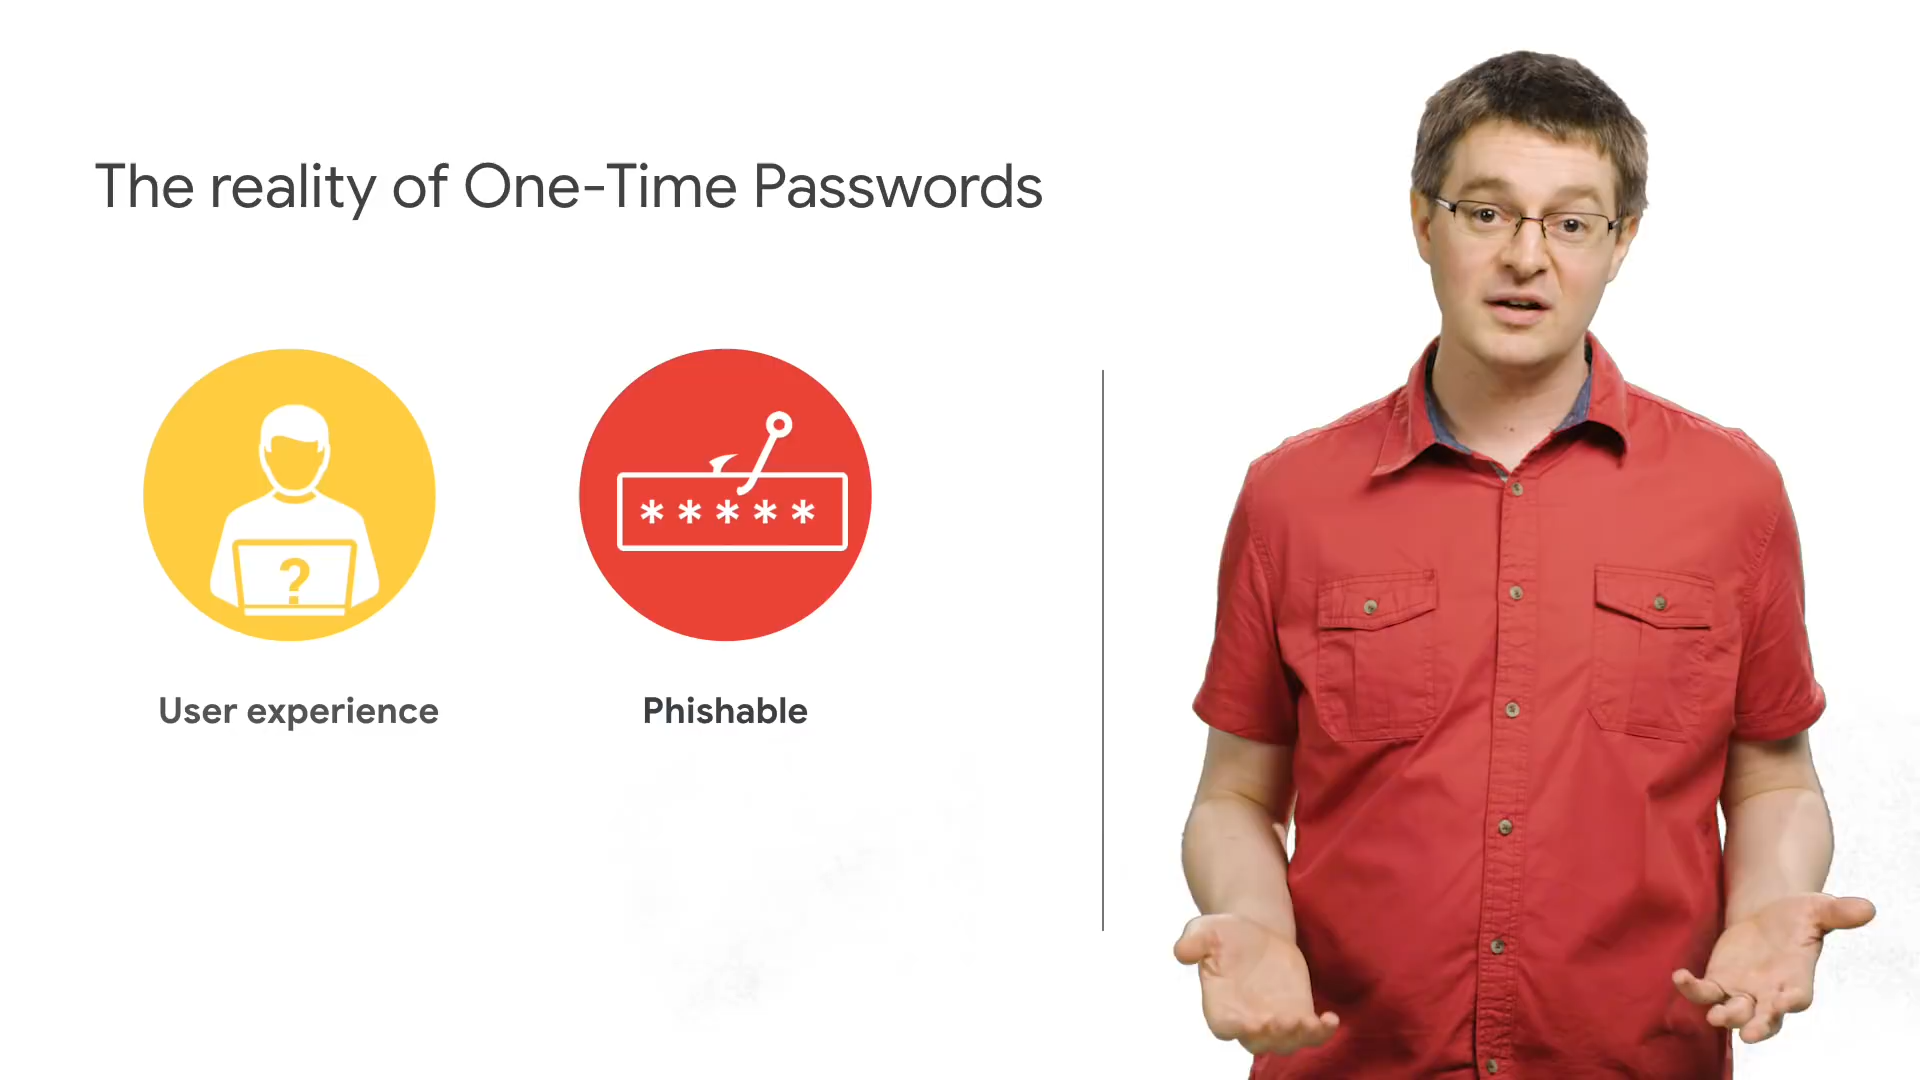 The reality of One-Time Passwords
?
*****
User experience
Phishable